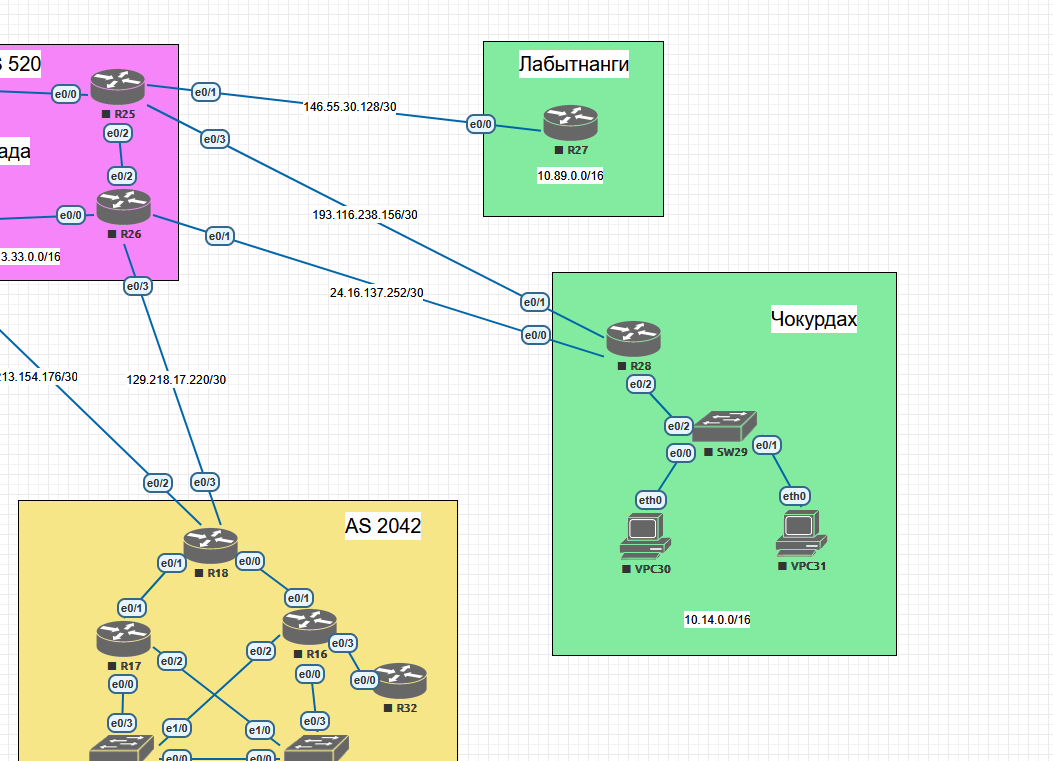 S 520
e0/0
R25
e0/1
e0/2
e0/3
ада
e0/2
e0/0
R26
e0/1
3.33.0.0/16
e0/3
146.55.30.128/30
193.116.238.156/30
24.16.137.252/30
Лабытнанги
e0/0
R27
10.89.0.0/16
Чокурдах
e0/1
e0/0
R28
e0/2
e0/2
e0/0
SW29
e0/1
eth0
eth0
VPC30
VPC31
10.14.0.0/16
213.154.176/30
129.218.17.220/30
e0/2
e0/3
AS 2042
R18
e0/1
e0/0
e0/1
e0/1
R17
e0/2
e0/0
R16
e0/2
e0/3
e0/0
e0/0
R32
e0/3
e1/0
e1/0
e0/3
e0/0
e0/0